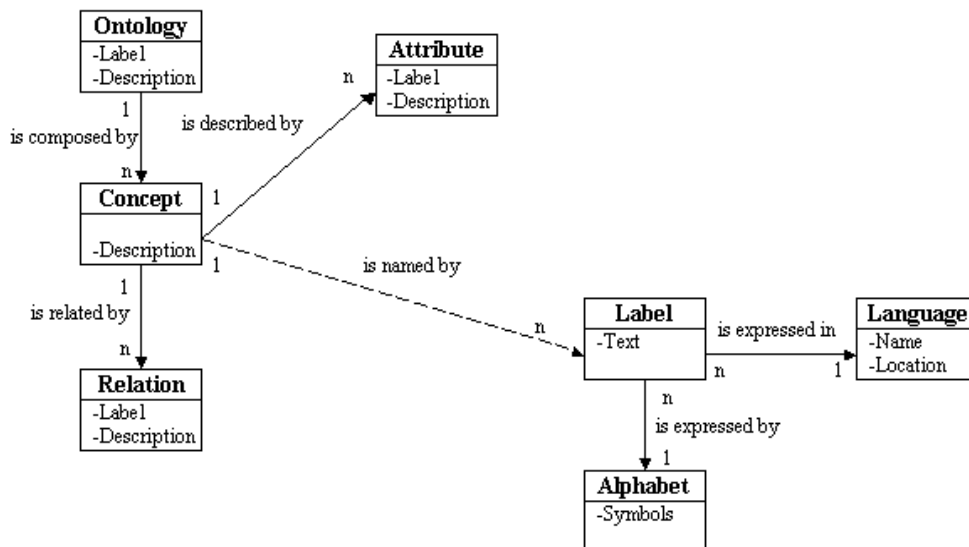 Ontology
-Label
-Description
Attribute
-Label
-Description
1
n
is described by
is composed by
n
Concept
-Description
1
1
is named by
1
is related by
n
n
Relation
-Label
-Description
Label
-Text
is expressed in
n
1
Language
-Name
-Location
n
is expressed by
1
Alphabet
-Symbols